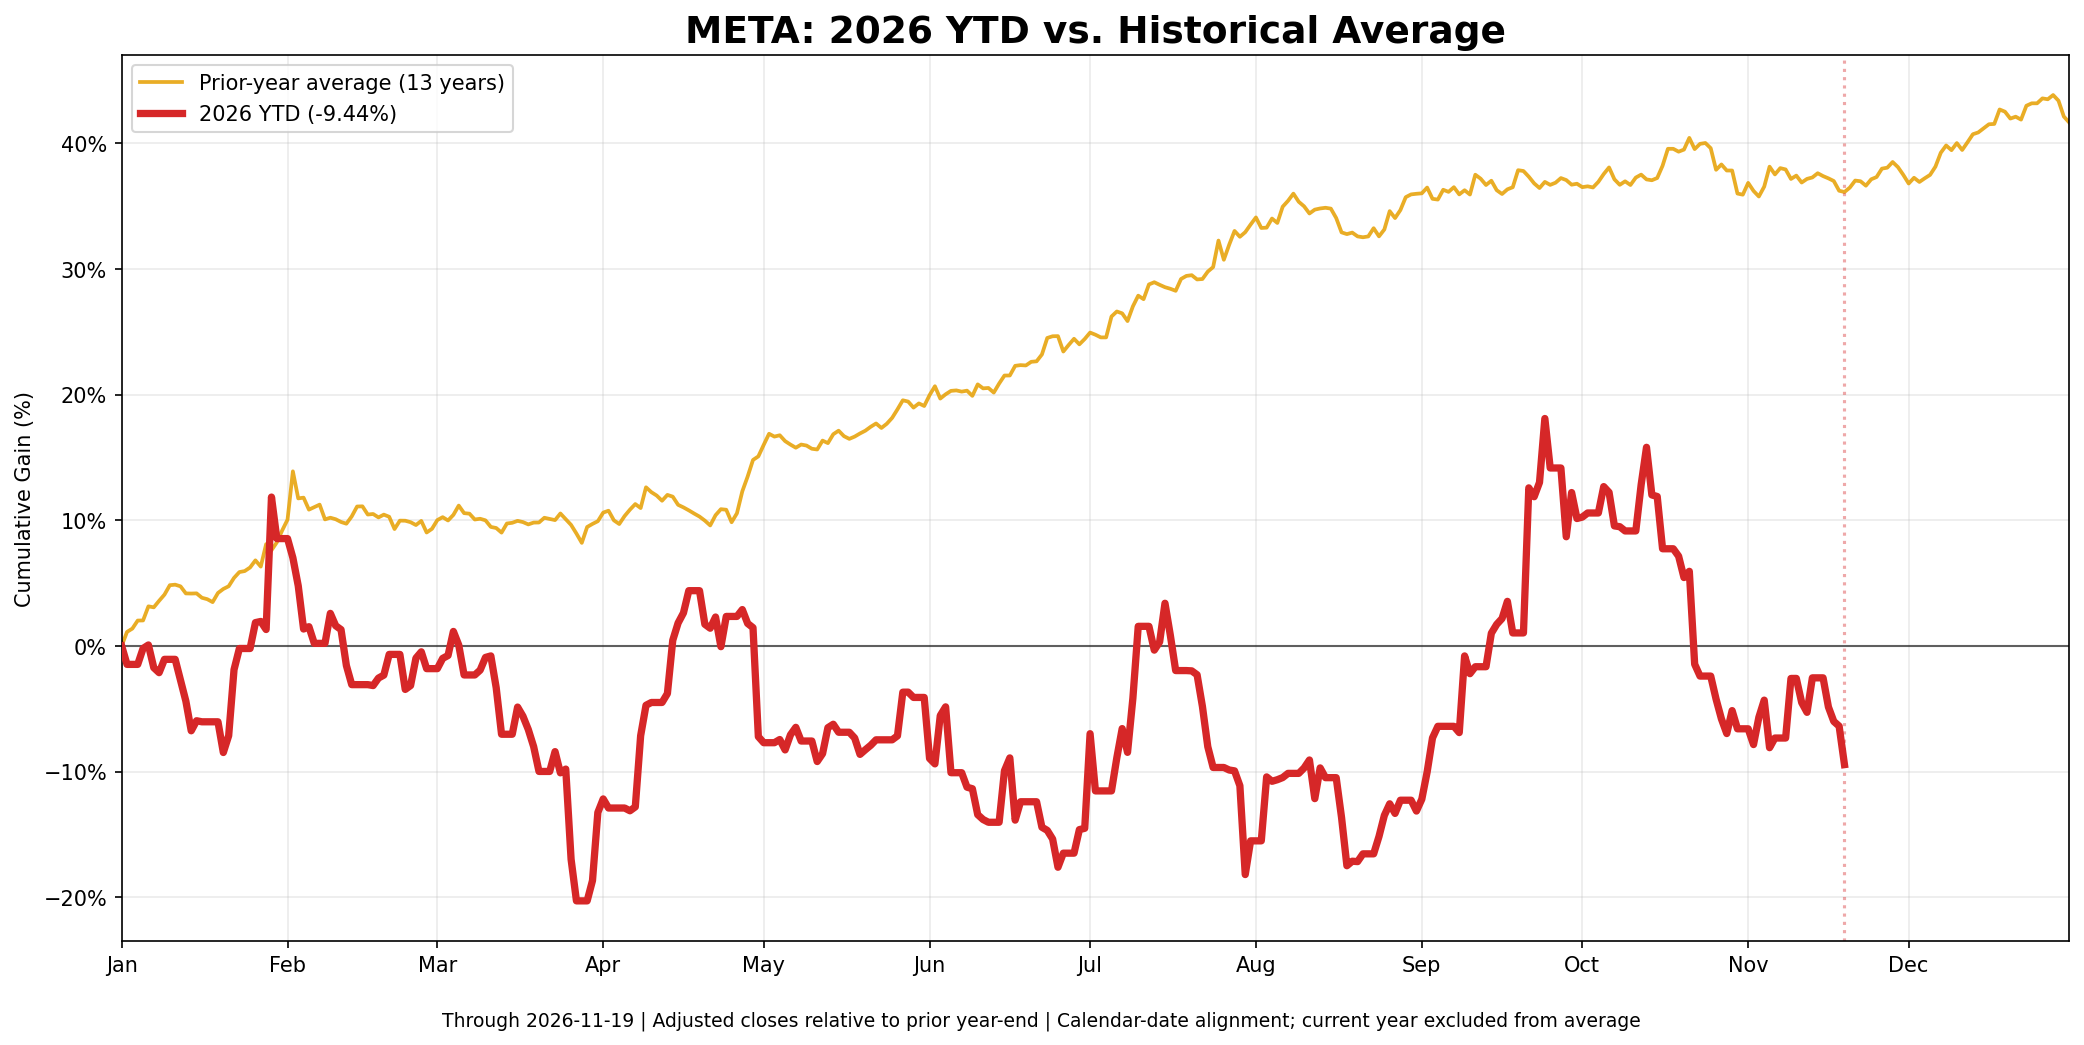 META: 2026 YTD vs. Historical Average
Prior-year average (13 years)
2026 YTD (-9.44%)
Cumulative Gain (%)
40%
30%
20%
10%
0%
−10%
−20%
Jan Feb Mar Apr May Jun Jul Aug Sep Oct Nov Dec
Through 2026-11-19 | Adjusted closes relative to prior year-end | Calendar-date alignment; current year excluded from average